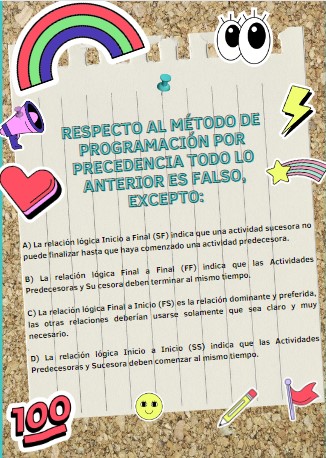 RESPECTO AL MÉTODO DE
PROGRAMACIÓN POR
PRECEDENCIA TODO LO
ANTERIOR ES FALSO,
EXCEPTO:
A) La relación lógica Inicio a Final (SF) indica que una actividad sucesora no
puede finalizar hasta que haya comenzado una actividad predecesora.
B) La relación lógica Final a Final (FF) indica que las Actividades
Predecesoras y Su cesora deben terminar al mismo tiempo.
C) La relación lógica Final a Inicio (FS) es la relación dominante y preferida,
las otras relaciones deberían usarse solamente que sea claro y muy
necesario.
D) La relación lógica Inicio a Inicio (SS) indica que las Actividades
Predecesoras y Sucesora deben comenzar al mismo tiempo.
100